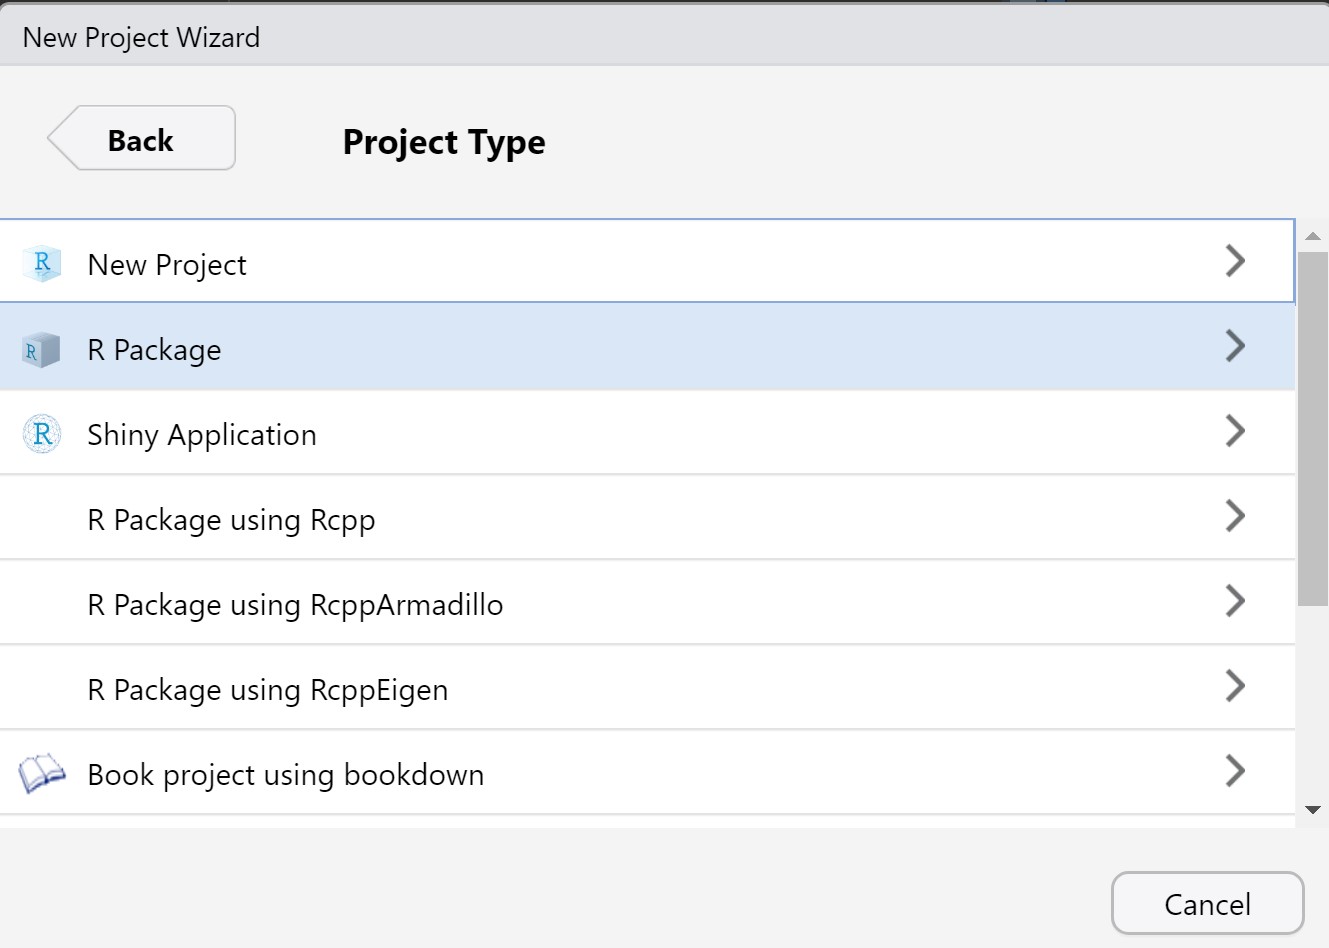 New Project Wizard
Back
Project Type
R New Project
R R Package
R Shiny Application
R Package using Rcpp
R Package using RcppArmadillo
R Package using RcppEigen
Book project using bookdown
Cancel